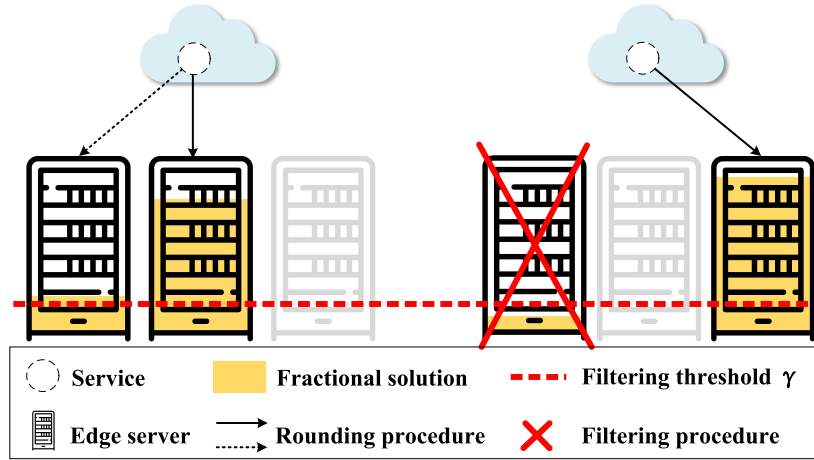 Service
Fractional solution
Filtering threshold γ
Edge server
Rounding procedure
Filtering procedure